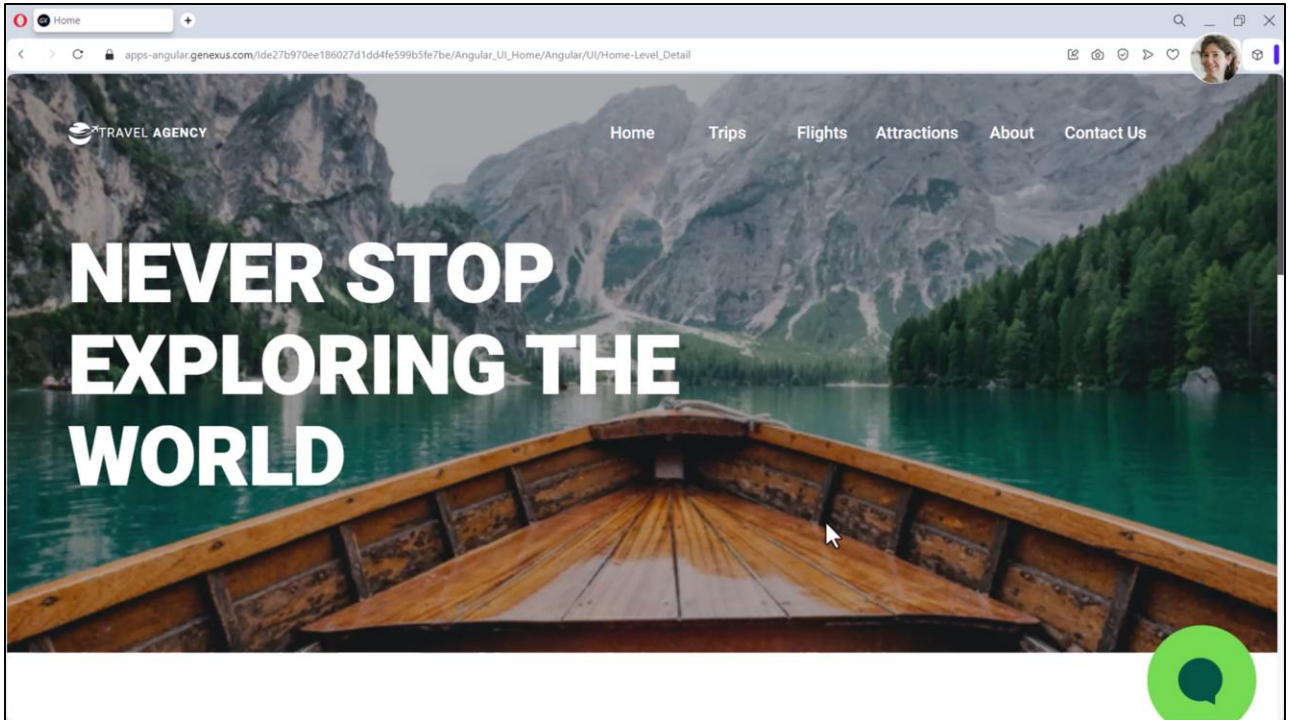 Home
apps-angular.genexus.com/Ide27b970ee186027d1dd4fe599b5fe7be/Angular_UI_Home/Angular/UI/Home-Level_Detail
TRAVEL AGENCY
Home Trips Flights Attractions About Contact Us
NEVER STOP
EXPLORING THE
WORLD